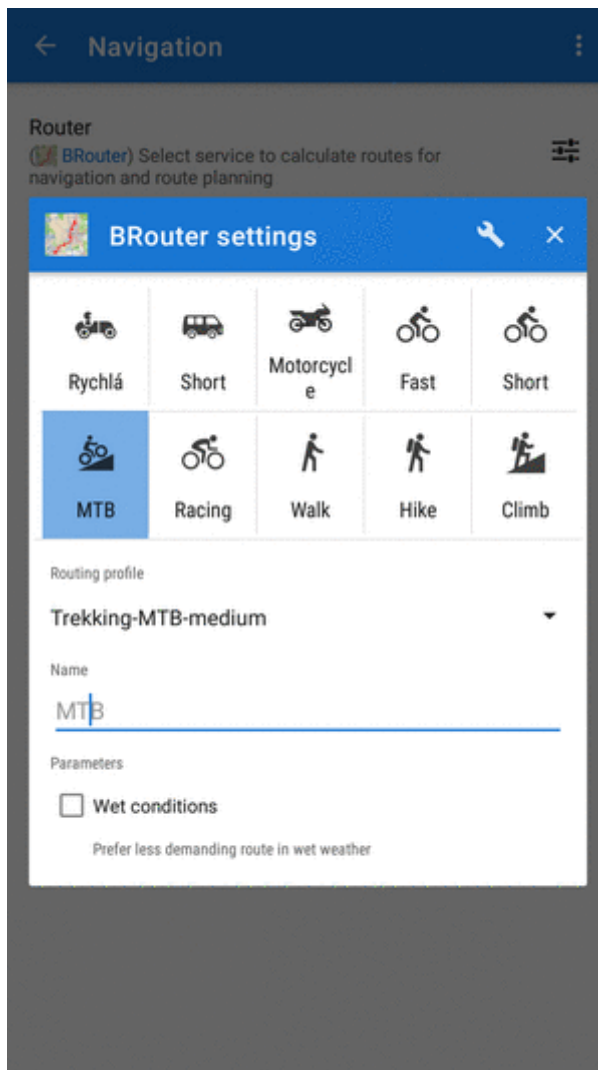 Navigation
Router
( BRouter) Select service to calculate routes for
navigation and route planning
BRouter settings
Rychlá
Short
Motorcycl
e
Fast
Short
MTB
Racing
Walk
Hike
Climb
Routing profile
Trekking-MTB-medium
Name
MTB
Parameters
Wet conditions
Prefer less demanding route in wet weather